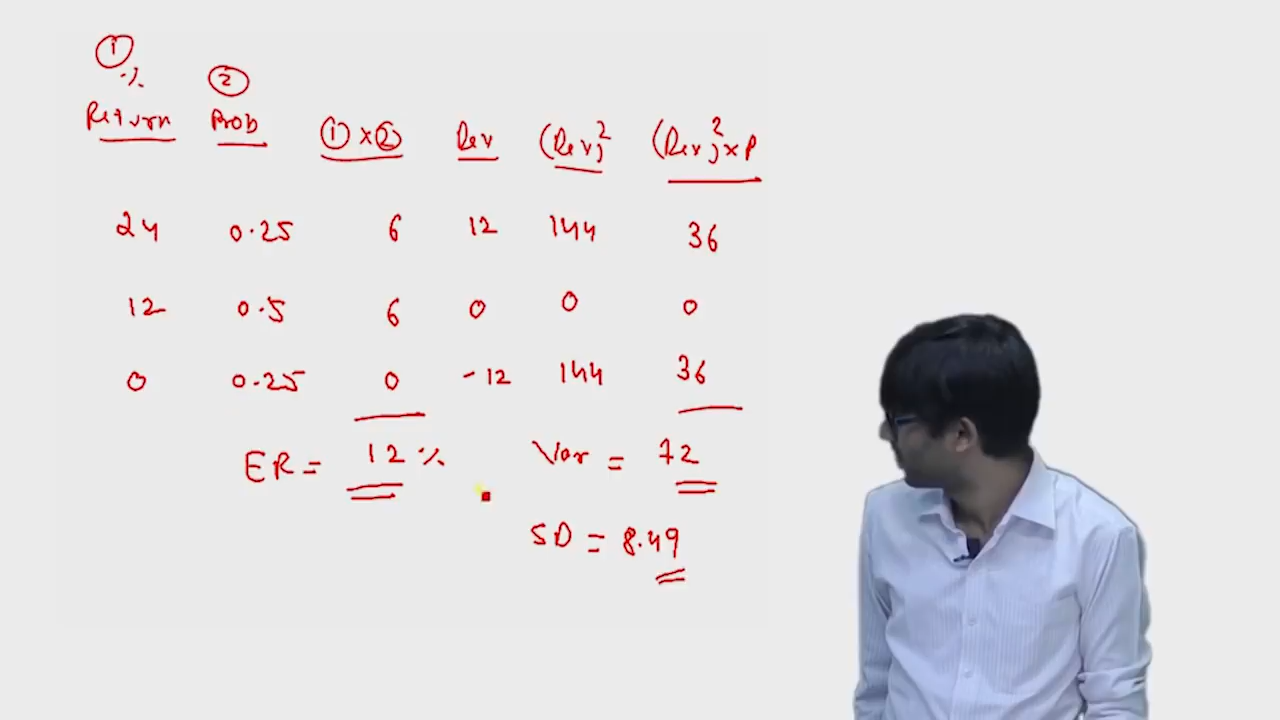 ① ②
%
Return Prob ① × ② Dev (Dev)² (Dev)² × P
24 0.25 6 12 144 36
12 0.5 6 0 0 0
0 0.25 0 -12 144 36
ER = 12 % Var = 72
SD = 8.49